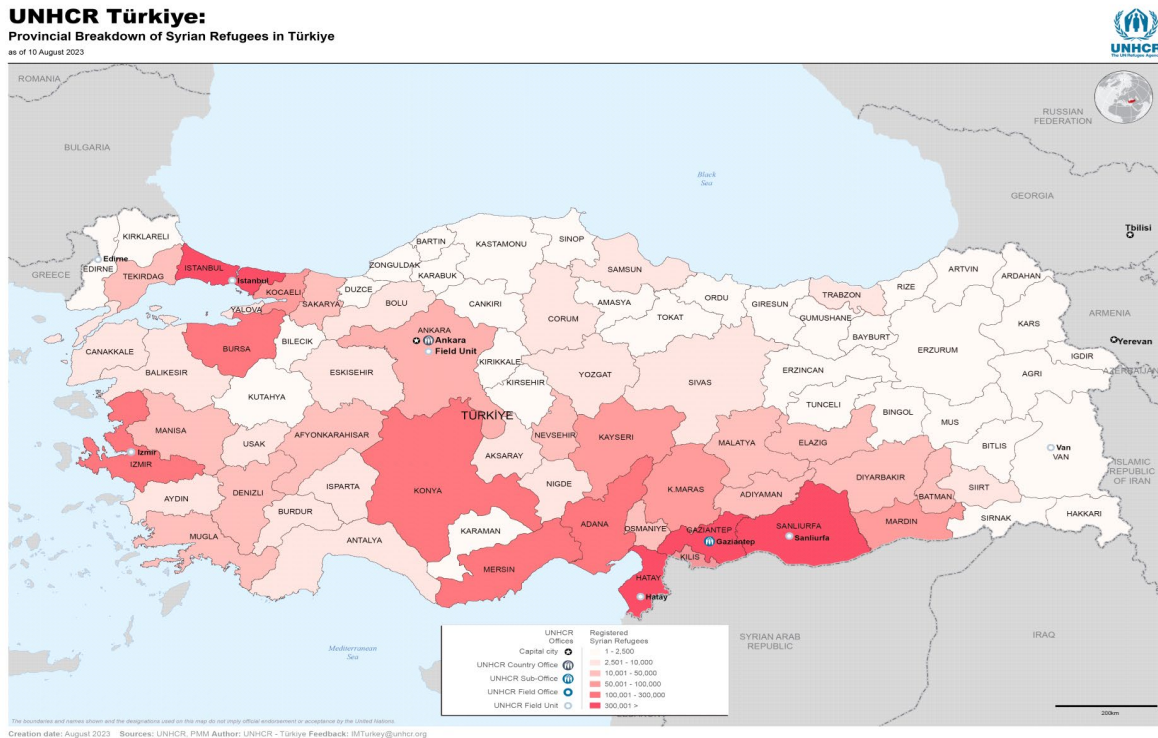 UNHCR Türkiye:
Provincial Breakdown of Syrian Refugees in Türkiye
as of 10 August 2023
UNHCR
The UN Refugee Agency
ROMANIA
RUSSIAN
FEDERATION
BULGARIA
Black
Sea
GEORGIA
Tbilisi
KIRKLARELI
Edirne
EDIRNE
GREECE
TEKIRDAG
ISTANBUL
Istanbul
KOCAELI
SAKARYA
YALOVA
DUZCE
ZONGULDAK
BARTIN
KARABUK
KASTAMONU
SINOP
SAMSUN
BOLU
CANKIRI
CORUM
AMASYA
ORDU
TOKAT
GIRESUN
TRABZON
GUMUSHANE
RIZE
ARTVIN
ARDAHAN
BAYBURT
KARS
ARMENIA
Yerevan
IGDIR
AZERBAIJAN
CANAKKALE
BALIKESIR
BURSA
BILECIK
ESKISEHIR
ANKARA
Ankara
Field Unit
KIRIKKALE
KIRSEHIR
YOZGAT
SIVAS
ERZINCAN
ERZURUM
AGRI
KUTAHYA
TÜRKİYE
TUNCELI
BINGOL
MUS
MANISA
USAK
AFYONKARAHISAR
NEVSEHIR
KAYSERI
MALATYA
ELAZIG
BITLIS
Van
VAN
Izmir
IZMIR
AKSARAY
ISLAMIC
REPUBLIC
OF IRAN
AYDIN
DENIZLI
ISPARTA
KONYA
NIGDE
K.MARAS
ADIYAMAN
DIYARBAKIR
BATMAN
SIIRT
BURDUR
MUGLA
ANTALYA
KARAMAN
ADANA
OSMANIYE
GAZIANTEP
Gaziantep
SANLIURFA
Sanliurfa
MARDIN
SIRNAK
HAKKARI
MERSIN
KILIS
HATAY
Hatay
Mediterranean
Sea
SYRIAN ARAB
REPUBLIC
IRAQ
UNHCR
Offices
Registered
Syrian Refugees
Capital city
1 - 2,500
UNHCR Country Office
2,501 - 10,000
UNHCR Sub-Office
10,001 - 50,000
50,001 - 100,000
UNHCR Field Office
100,001 - 300,000
UNHCR Field Unit
300,001 >
200km
The boundaries and names shown and the designations used on this map do not imply official endorsement or acceptance by the United Nations.
Creation date: August 2023 Sources: UNHCR, PMM Author: UNHCR - Türkiye Feedback: IMTurkey@unhcr.org